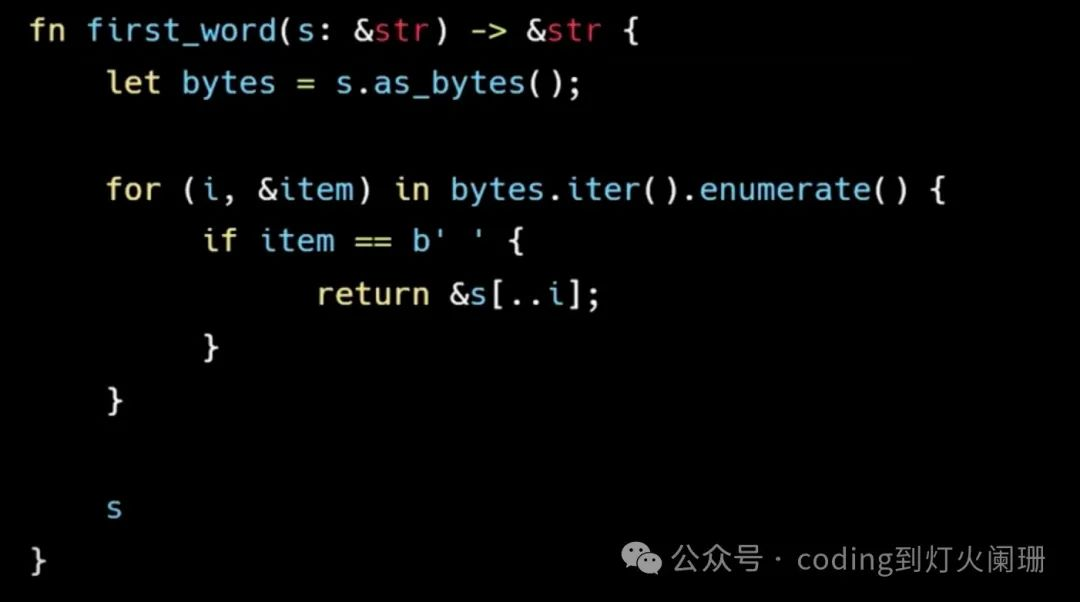 fn first_word(s: &str) -> &str {
    let bytes = s.as_bytes();

    for (i, &item) in bytes.iter().enumerate() {
        if item == b' ' {
              return &s[..i];
        }
    }

    s
}
公众号 · coding到灯火阑珊